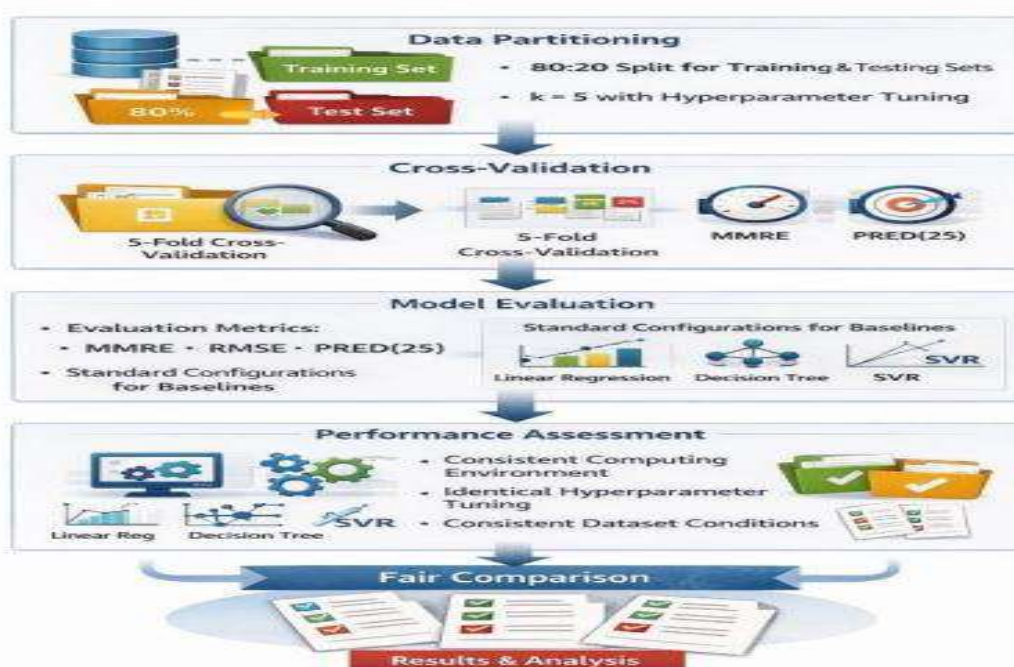 Data Partitioning
Training Set
80%
Test Set
• 80:20 Split for Training & Testing Sets
• k = 5 with Hyperparameter Tuning
Cross-Validation
5-Fold Cross-
Validation
5-Fold
Cross-Validation
MMRE
PRED(25)
Model Evaluation
• Evaluation Metrics:
• MMRE • RMSE • PRED(25)
• Standard Configurations
for Baselines
Standard Configurations for Baselines
Linear Regression
Decision Tree
SVR
SVR
Performance Assessment
Linear Reg
Decision Tree
SVR
• Consistent Computing
Environment
• Identical Hyperparameter
Tuning
• Consistent Dataset Conditions
Fair Comparison
Results & Analysis